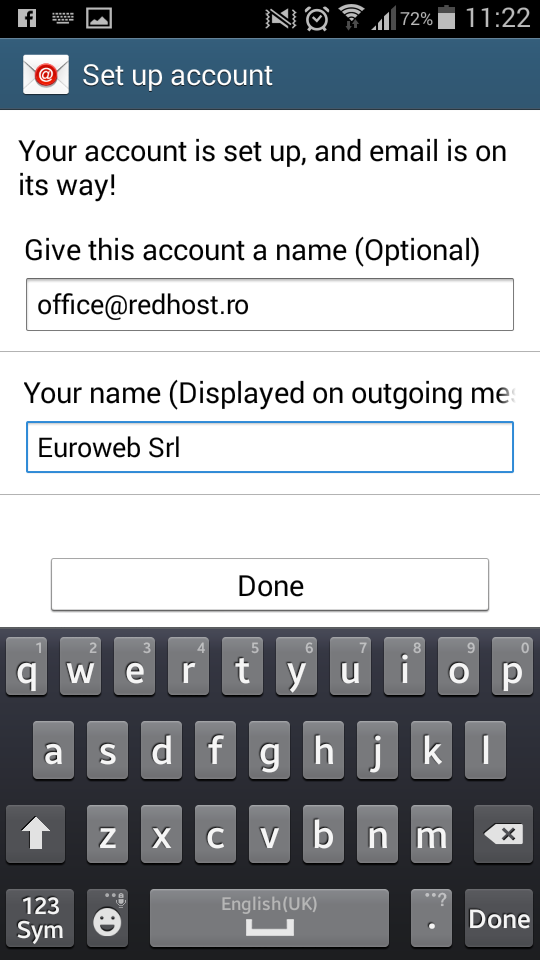 72% 11:22
@ Set up account
Your account is set up, and email is on
its way!
Give this account a name (Optional)
office@redhost.ro
Your name (Displayed on outgoing mes
Euroweb Srl
Done
1 2 3 4 5 6 7 8 9 0
q w e r t y u i o p
a s d f g h j k l
z x c v b n m
123
Sym
English(UK)
...?
.
Done